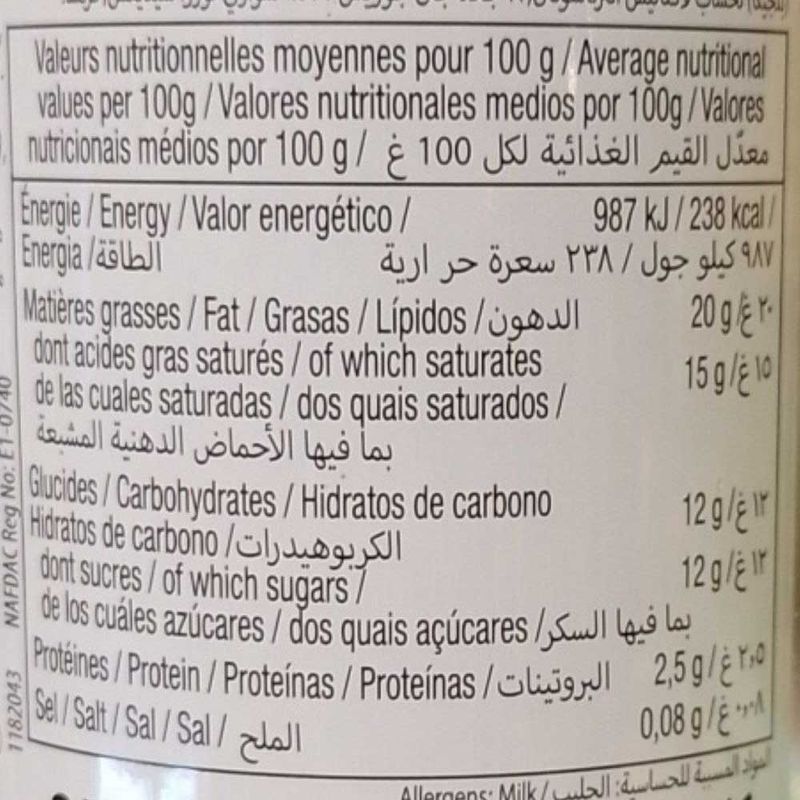 Valeurs nutritionnelles moyennes pour 100 g / Average nutritional
values per 100g / Valores nutritionales medios por 100g / Valores
nutricionais médios por 100 g / معدّل القيم الغذائية لكل 100 غ
Énergie / Energy / Valor energético / 987 kJ / 238 kcal /
Energia / الطاقة ٩٨٧ كيلو جول / ٢٣٨ سعرة حر ارية
Matières grasses / Fat / Grasas / Lípidos / الدهون 20 g / ٢٠ غ
dont acides gras saturés / of which saturates 15 g / ١٥ غ
de las cuales saturadas / dos quais saturados /
بما فيها الأحماض الدهنية المشبعة
Glucides / Carbohydrates / Hidratos de carbono 12 g / ١٢ غ
Hidratos de carbono / الكربوهيدرات
dont sucres / of which sugars / 12 g / ١٢ غ
de los cuáles azúcares / dos quais açúcares / بما فيها السكر
Protéines / Protein / Proteínas / Proteínas / البروتينات 2,5 g / ٢,٥ غ
Sel / Salt / Sal / Sal / الملح 0,08 g / ٠,٠٨ غ
Allergens: Milk / المواد المسببة للحساسية: الحليب
1182043 NAFDAC Reg No: E1-0740